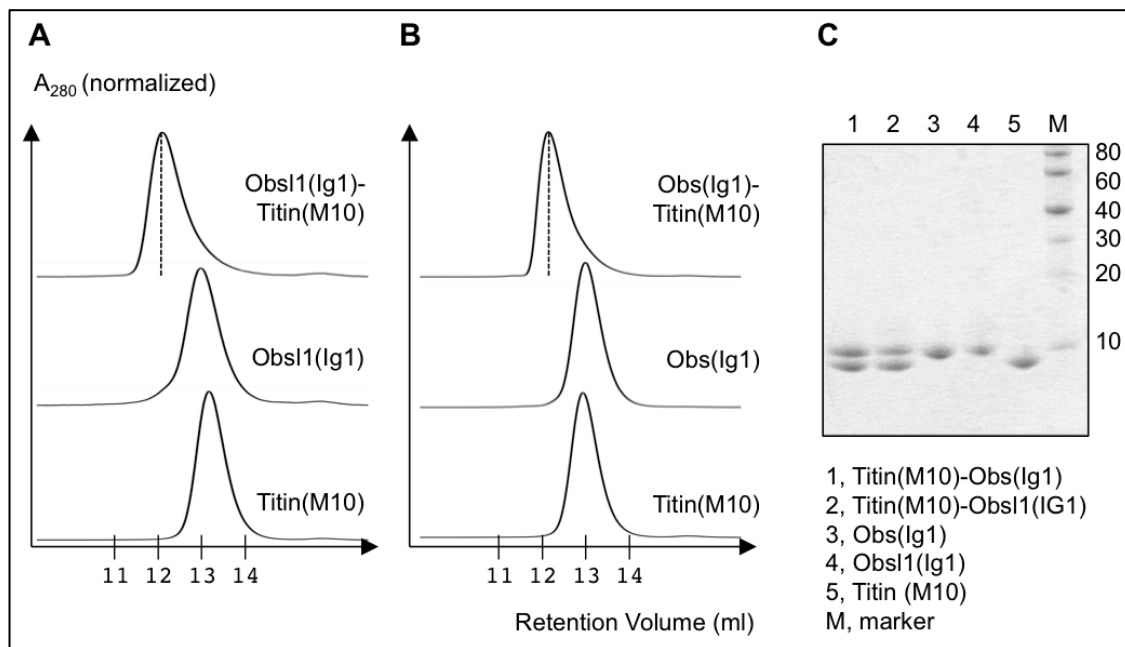 A
B
C
A280 (normalized)
Obsl1(Ig1)-
Titin(M10)
Obsl1(Ig1)
Titin(M10)
11 12 13 14
Obs(Ig1)-
Titin(M10)
Obs(Ig1)
Titin(M10)
11 12 13 14
Retention Volume (ml)
1 2 3 4 5 M
80
60
40
30
20
10
1, Titin(M10)-Obs(Ig1)
2, Titin(M10)-Obsl1(IG1)
3, Obs(Ig1)
4, Obsl1(Ig1)
5, Titin (M10)
M, marker